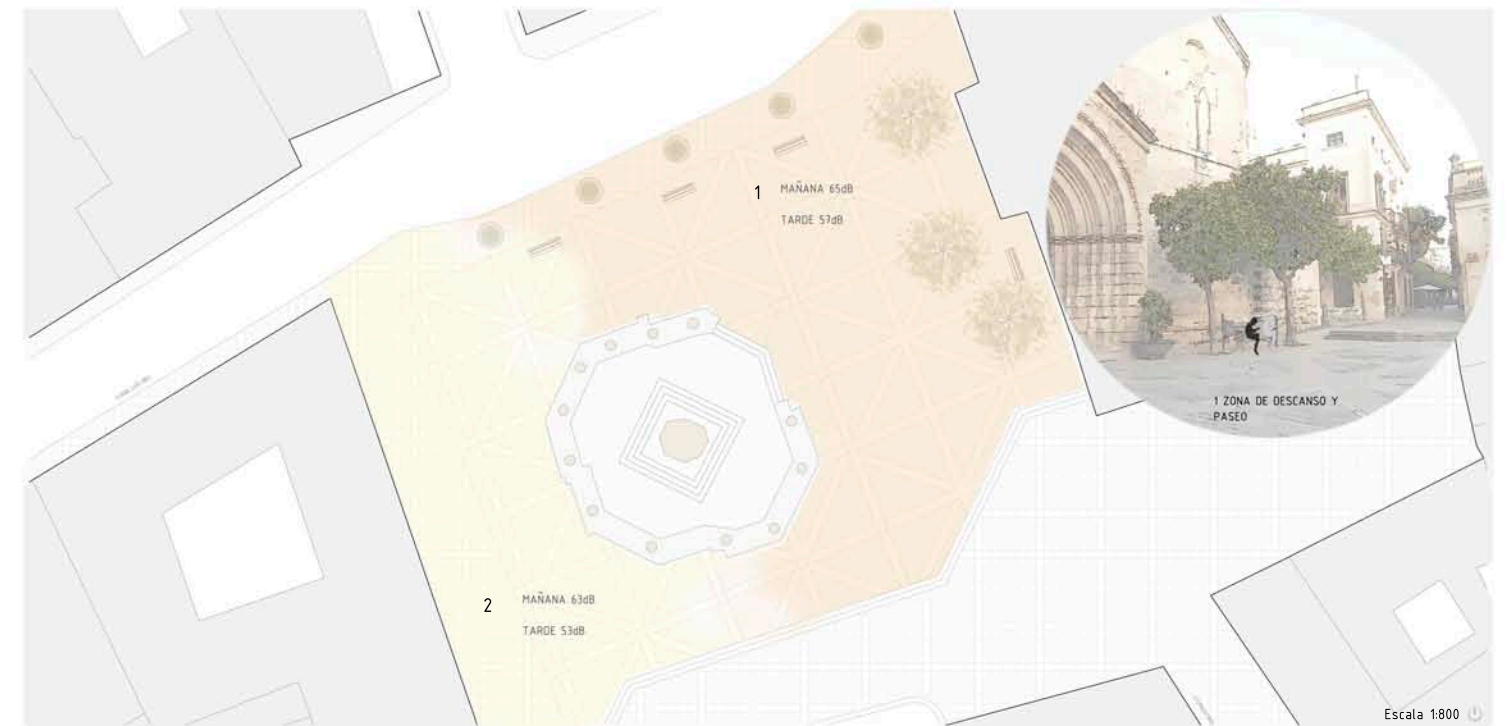 1
MAÑANA 65dB
TARDE 57dB
1 ZONA DE DESCANSO Y
PASEO
2
MAÑANA 63dB
TARDE 53dB
Escala 1:800